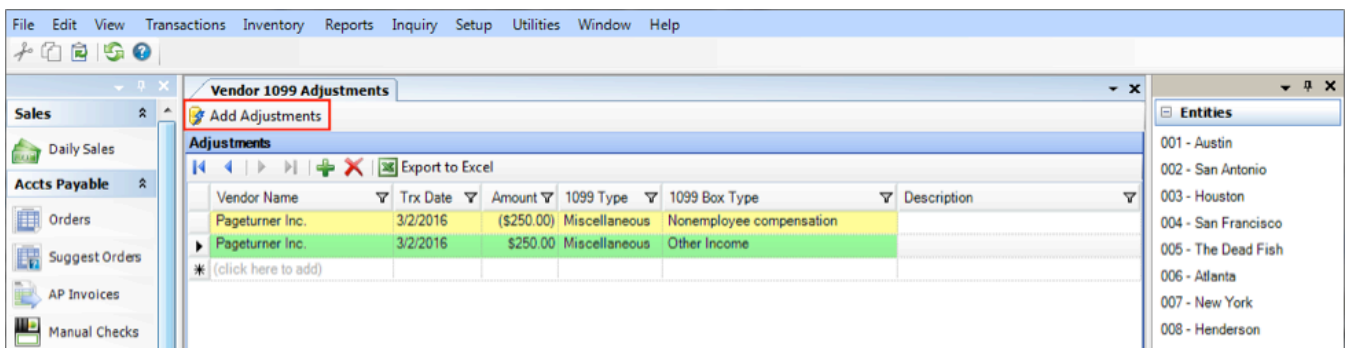 File Edit View Transactions Inventory Reports Inquiry Setup Utilities Window Help
Vendor 1099 Adjustments
Sales
Add Adjustments
Entities
Daily Sales
Adjustments
001 - Austin
Export to Excel
002 - San Antonio
Accts Payable
Vendor Name Trx Date Amount 1099 Type 1099 Box Type Description
003 - Houston
Orders
Pageturner Inc. 3/2/2016 ($250.00) Miscellaneous Nonemployee compensation
004 - San Francisco
Pageturner Inc. 3/2/2016 $250.00 Miscellaneous Other Income
005 - The Dead Fish
Suggest Orders
(click here to add)
006 - Atlanta
AP Invoices
007 - New York
Manual Checks
008 - Henderson